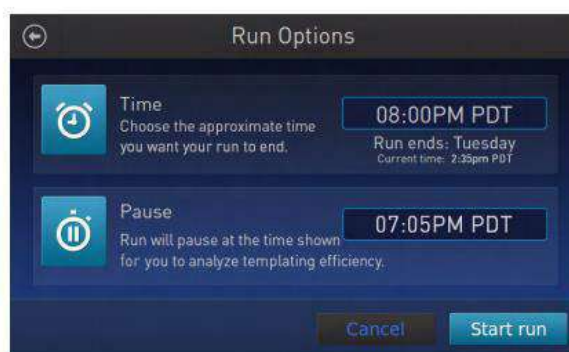 Run Options
Time
Choose the approximate time
you want your run to end.
08:00PM PDT
Run ends: Tuesday
Current time: 2:35pm PDT
Pause
Run will pause at the time shown
for you to analyze templating efficiency.
07:05PM PDT
Cancel
Start run